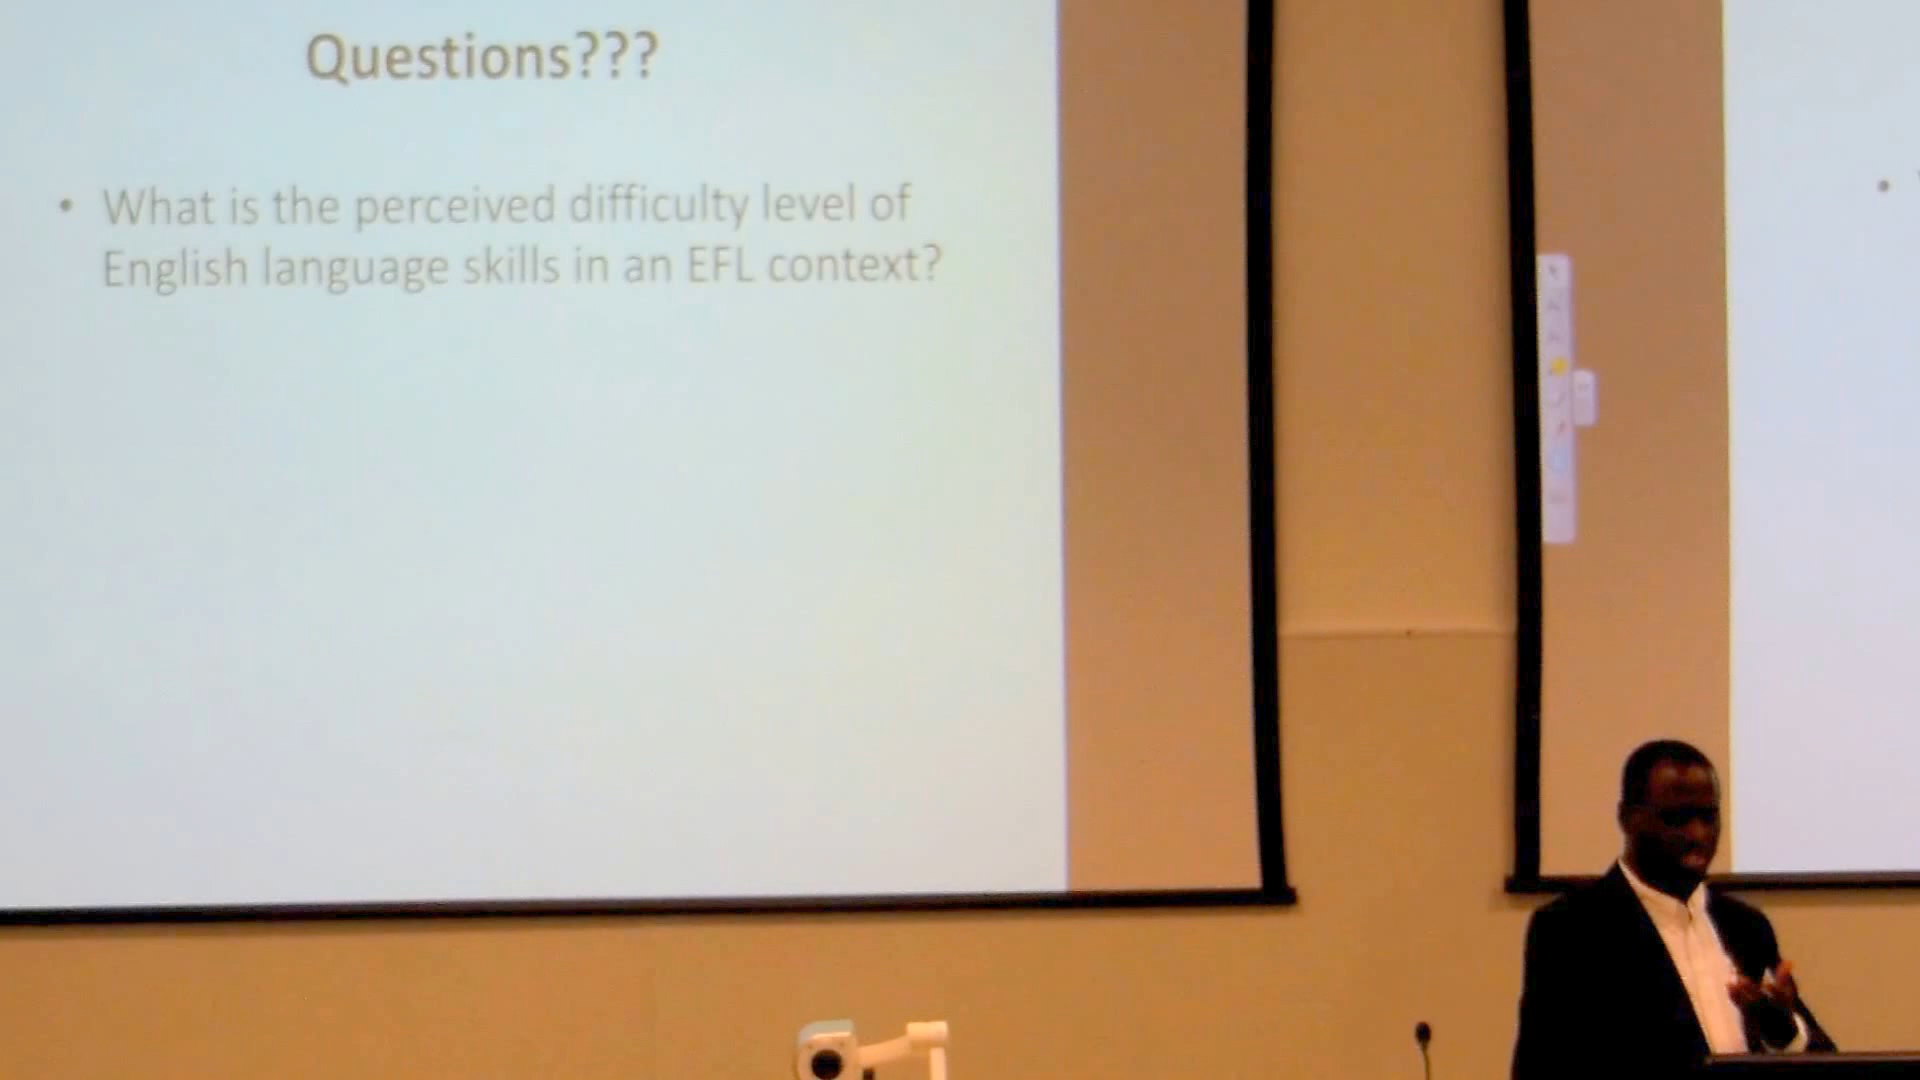 Questions???
• What is the perceived difficulty level of
English language skills in an EFL context?